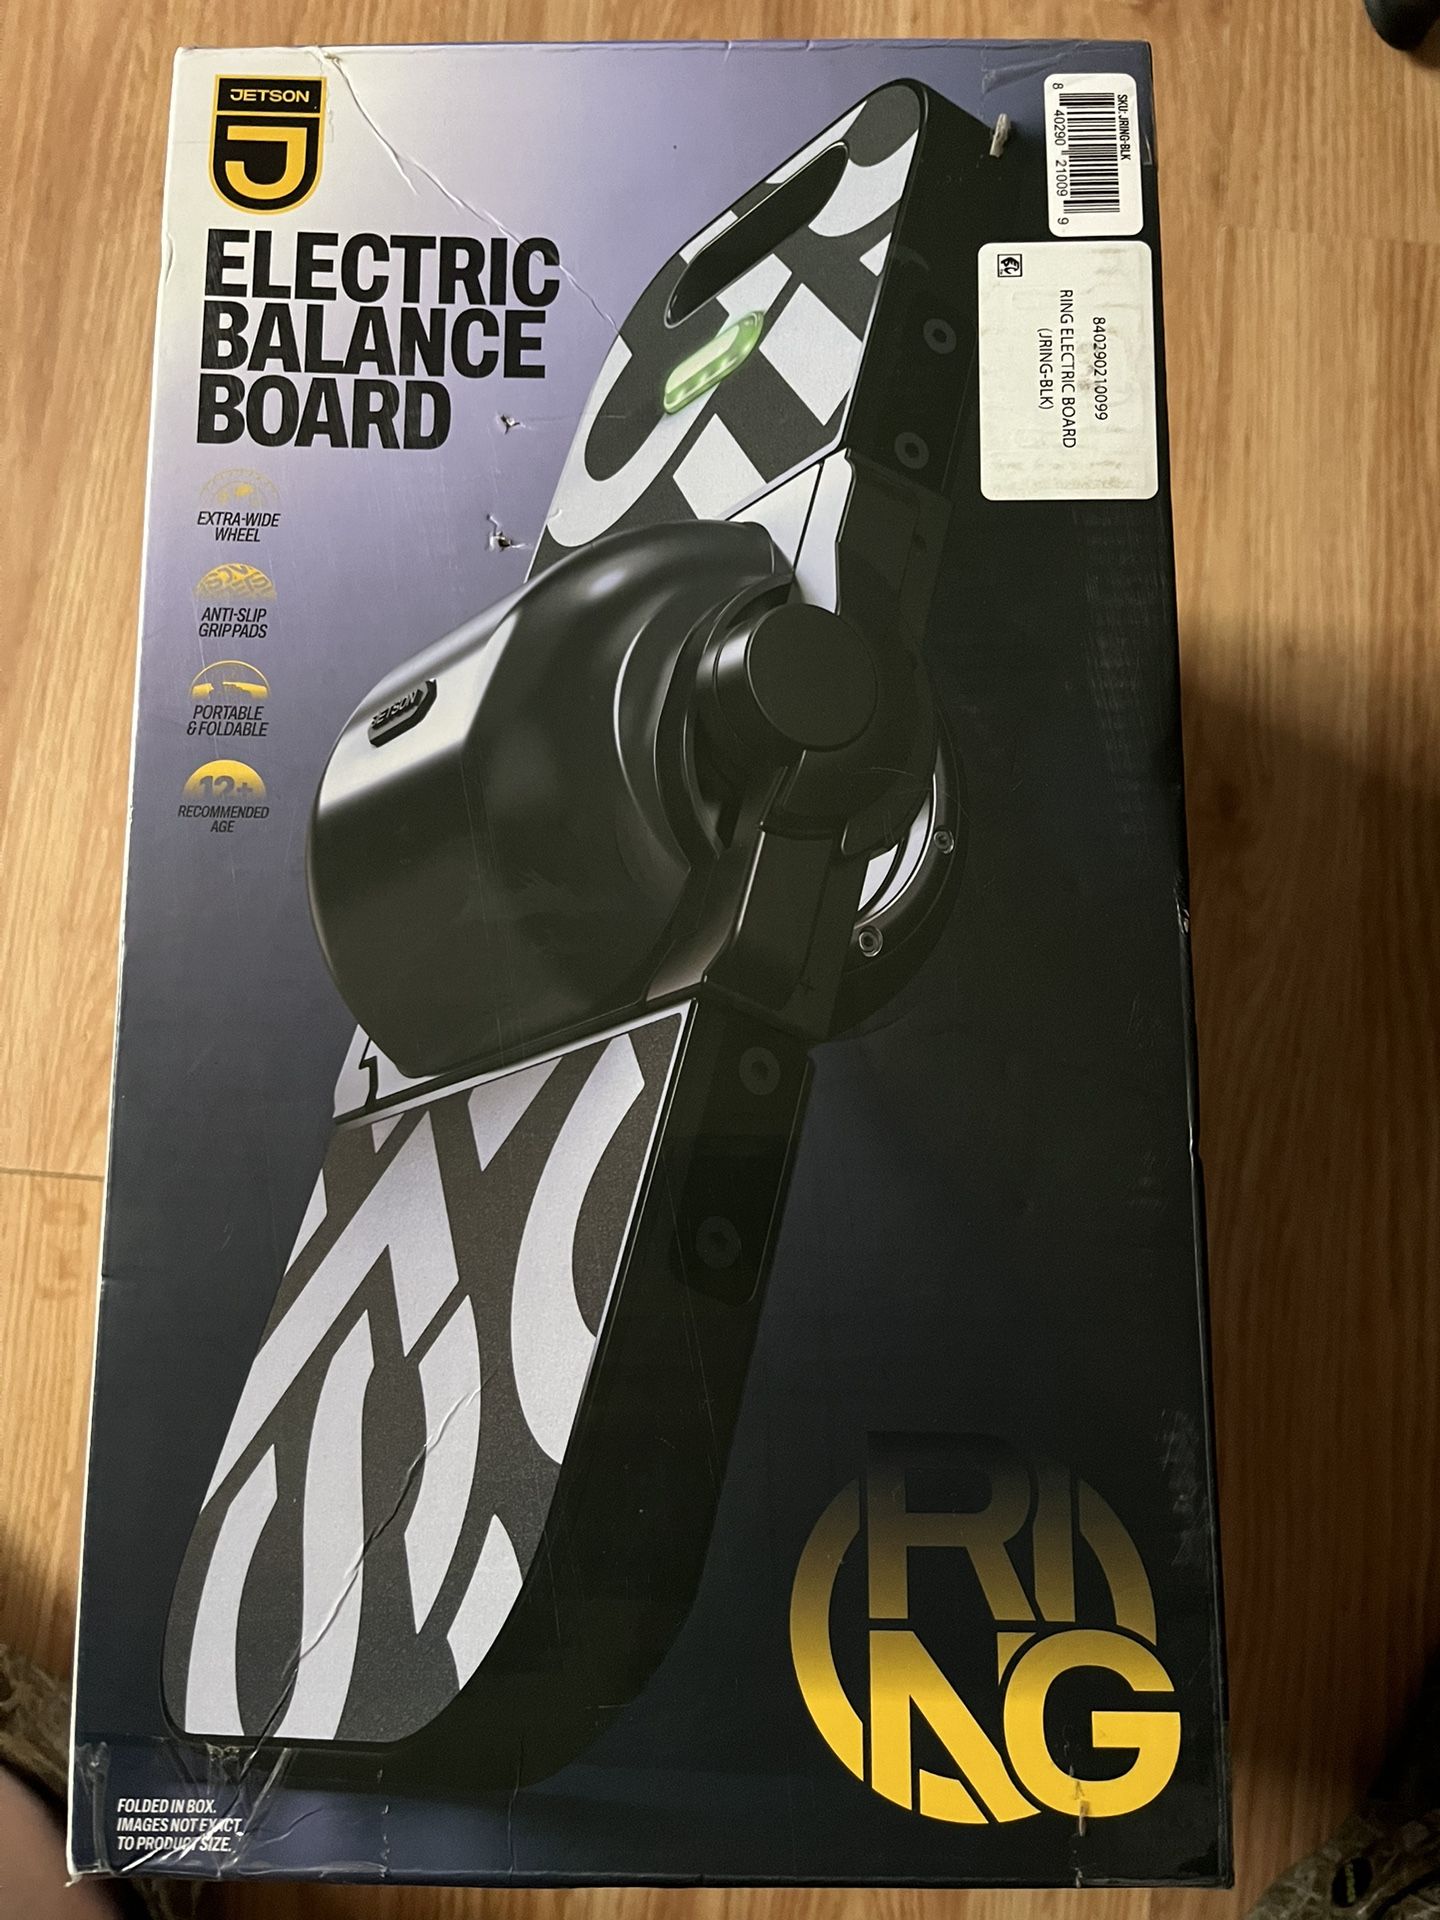 JETSON
J
ELECTRIC
BALANCE
BOARD
EXTRA-WIDE
WHEEL
ANTI-SLIP
GRIP PADS
PORTABLE
& FOLDABLE
12+
RECOMMENDED
AGE
SKU: JRING-BLK
8 40290 21009 9
840290210099
RING ELECTRIC BOARD
(JRING-BLK)
JETSON
RI
NG
FOLDED IN BOX.
IMAGES NOT EXACT
TO PRODUCT SIZE.